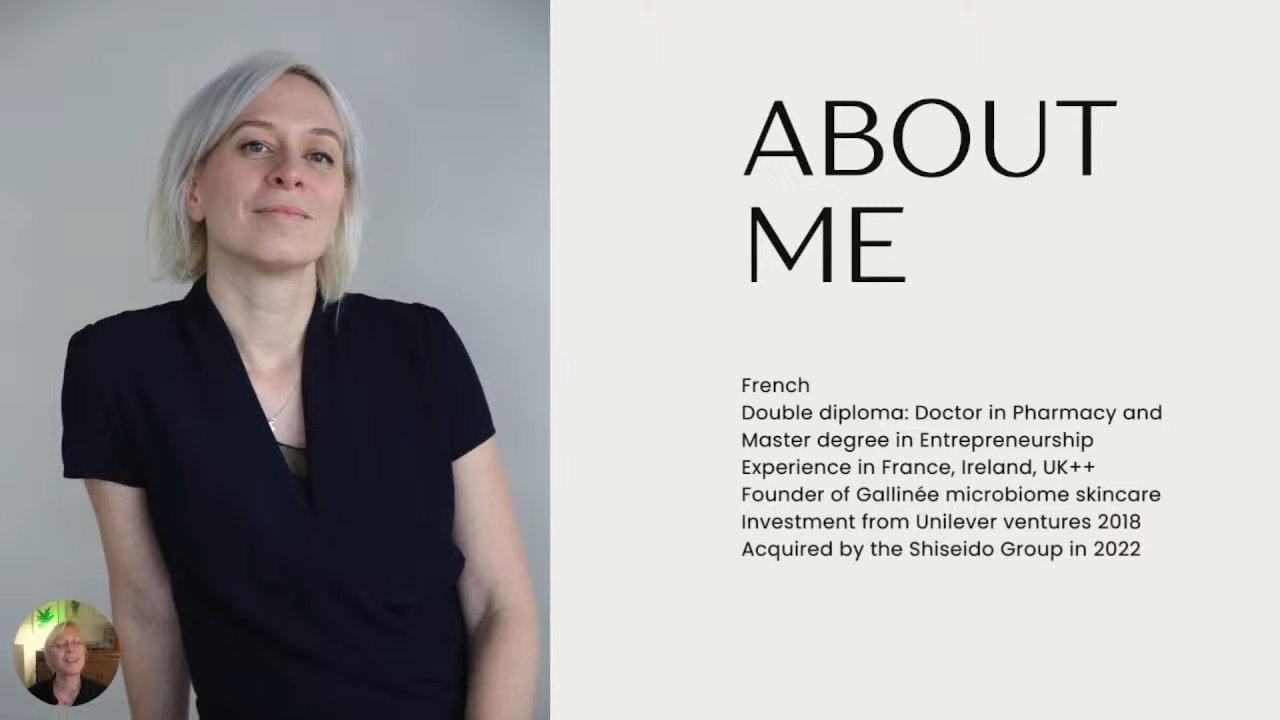 ABOUT
ME
French
Double diploma: Doctor in Pharmacy and
Master degree in Entrepreneurship
Experience in France, Ireland, UK++
Founder of Gallinée microbiome skincare
Investment from Unilever ventures 2018
Acquired by the Shiseido Group in 2022